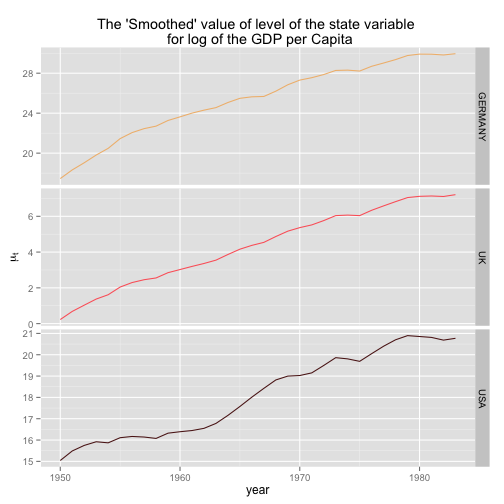 The 'Smoothed' value of level of the state variable
for log of the GDP per Capita
28
24
20
GERMANY
6
4
2
0
UK
21
20
19
18
17
16
15
USA
μt
1950 1960 1970 1980
year